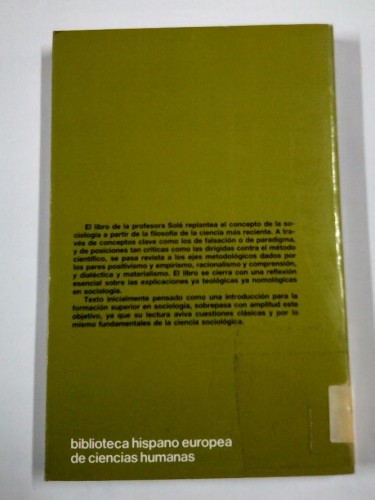 El libro de la profesora Solé replantea el concepto de la so-
ciología a partir de la filosofía de la ciencia más reciente. A tra-
vés de conceptos clave como los de falsación o de paradigma,
y de posiciones tan críticas como las dirigidas contra el método
científico, se pasa revista a los ejes metodológicos dados por
los pares positivismo y empirismo, racionalismo y comprensión,
y dialéctica y materialismo. El libro se cierra con una reflexión
esencial sobre las explicaciones ya teológicas ya nomológicas
en sociología.
Texto inicialmente pensado como una introducción para la
formación superior en sociología, sobrepasa con amplitud este
objetivo, ya que su lectura aviva cuestiones clásicas y por lo
mismo fundamentales de la ciencia sociológica.
biblioteca hispano europea
de ciencias humanas